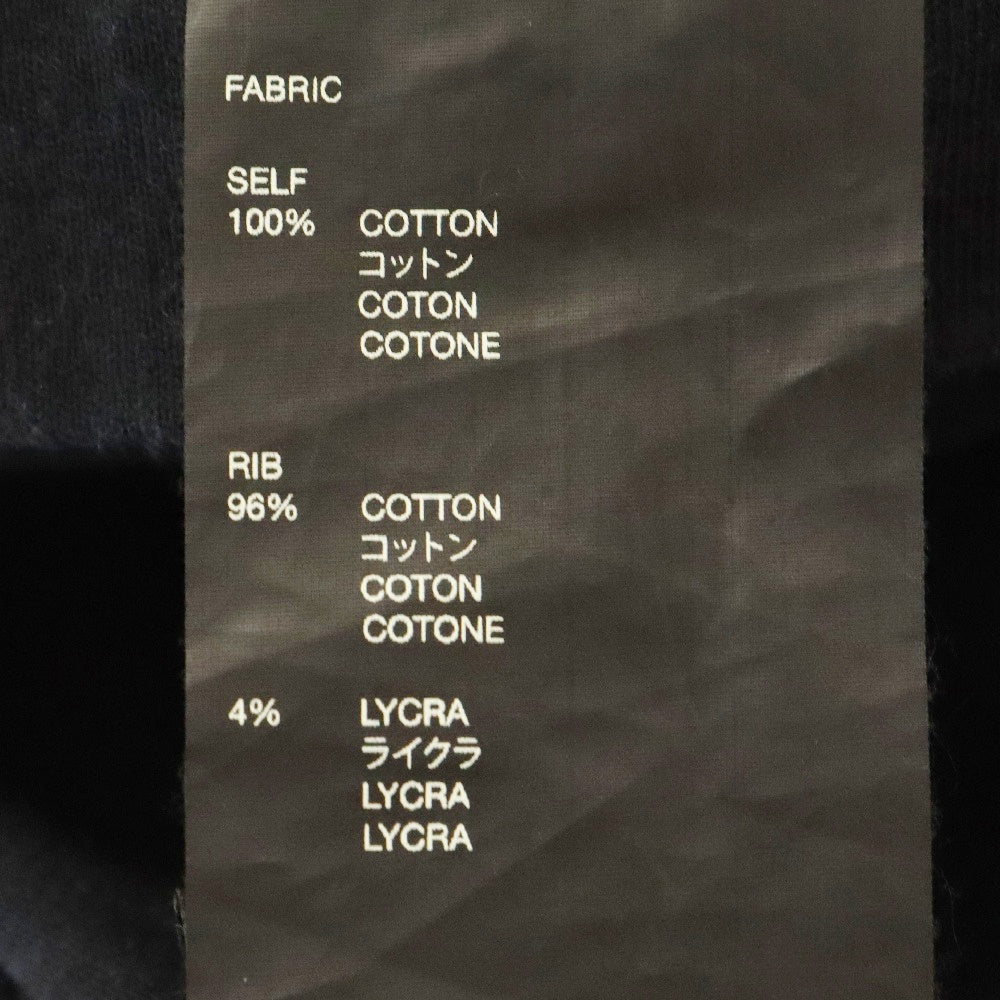 FABRIC
SELF
100% COTTON
コットン
COTON
COTONE
RIB
96% COTTON
コットン
COTON
COTONE
4% LYCRA
ライクラ
LYCRA
LYCRA